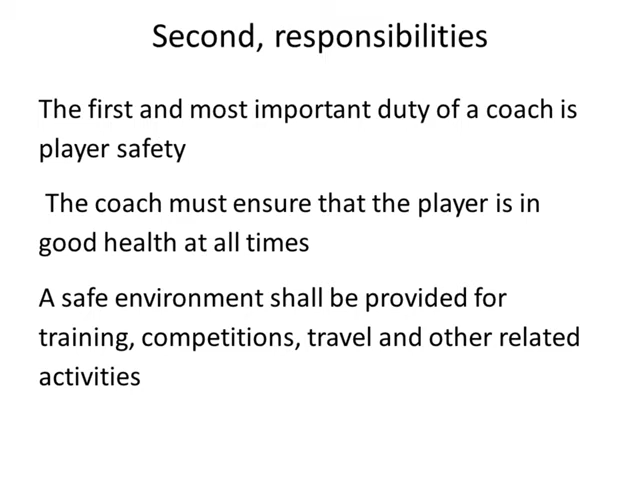 Second, responsibilities
The first and most important duty of a coach is
player safety
The coach must ensure that the player is in
good health at all times
A safe environment shall be provided for
training, competitions, travel and other related
activities